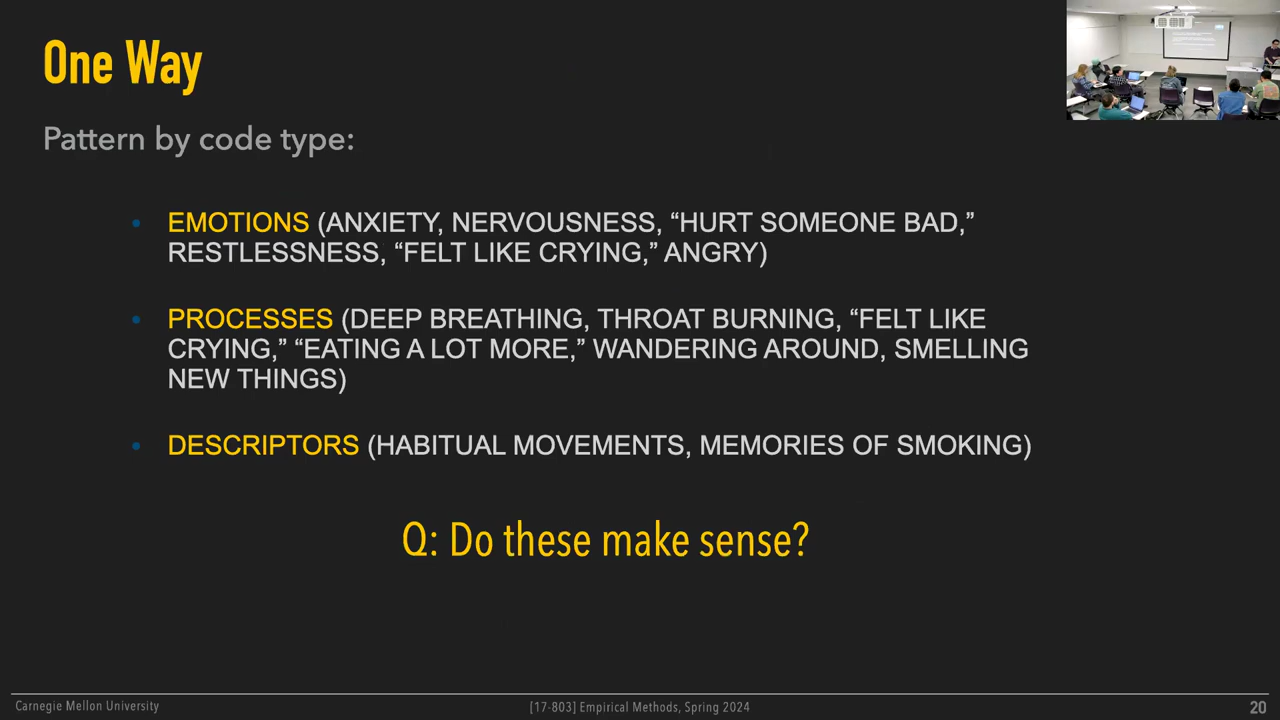 One Way
Pattern by code type:
• EMOTIONS (ANXIETY, NERVOUSNESS, “HURT SOMEONE BAD,”
RESTLESSNESS, “FELT LIKE CRYING,” ANGRY)
• PROCESSES (DEEP BREATHING, THROAT BURNING, “FELT LIKE
CRYING,” “EATING A LOT MORE,” WANDERING AROUND, SMELLING
NEW THINGS)
• DESCRIPTORS (HABITUAL MOVEMENTS, MEMORIES OF SMOKING)
Q: Do these make sense?
Carnegie Mellon University
[17-803] Empirical Methods, Spring 2024
20